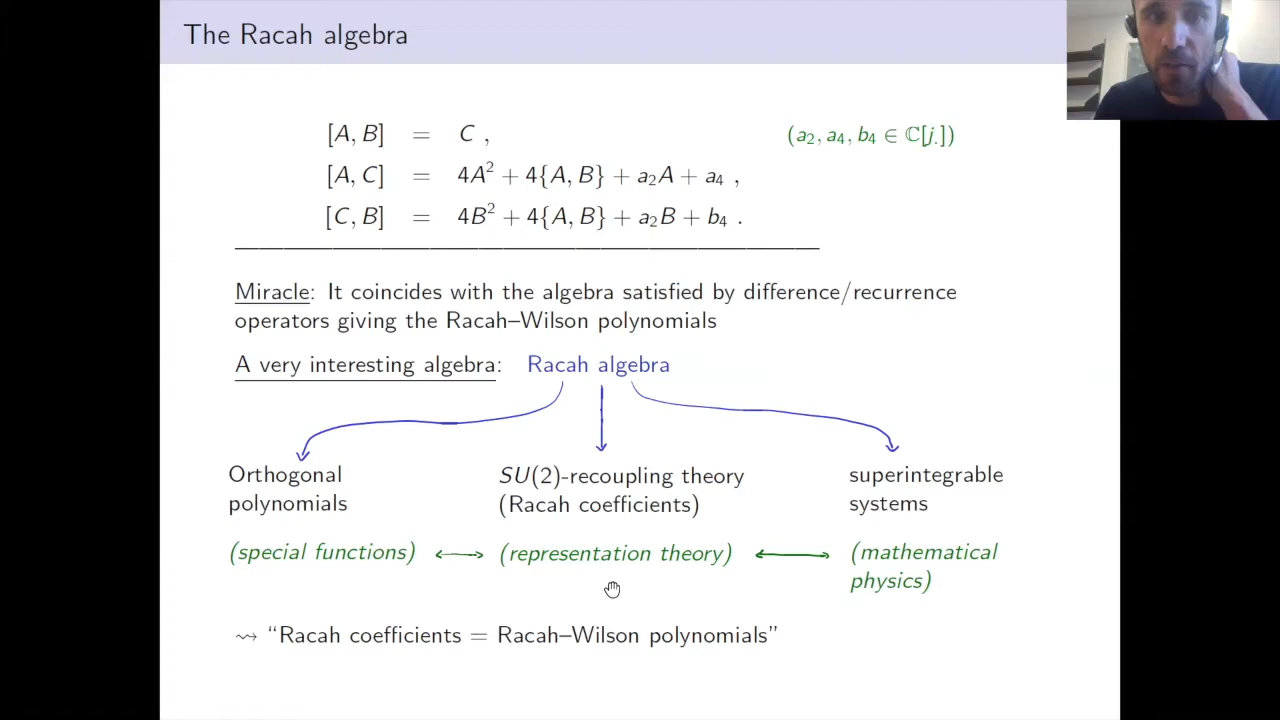 The Racah algebra
[A, B] = C , (a₂, a₄, b₄ ∈ ℂ[j.])
[A, C] = 4A² + 4{A, B} + a₂A + a₄ ,
[C, B] = 4B² + 4{A, B} + a₂B + b₄ .
Miracle: It coincides with the algebra satisfied by difference/recurrence
operators giving the Racah–Wilson polynomials
A very interesting algebra: Racah algebra
Orthogonal
polynomials
(special functions)
SU(2)-recoupling theory
(Racah coefficients)
(representation theory)
superintegrable
systems
(mathematical
physics)
⇝ “Racah coefficients = Racah–Wilson polynomials”